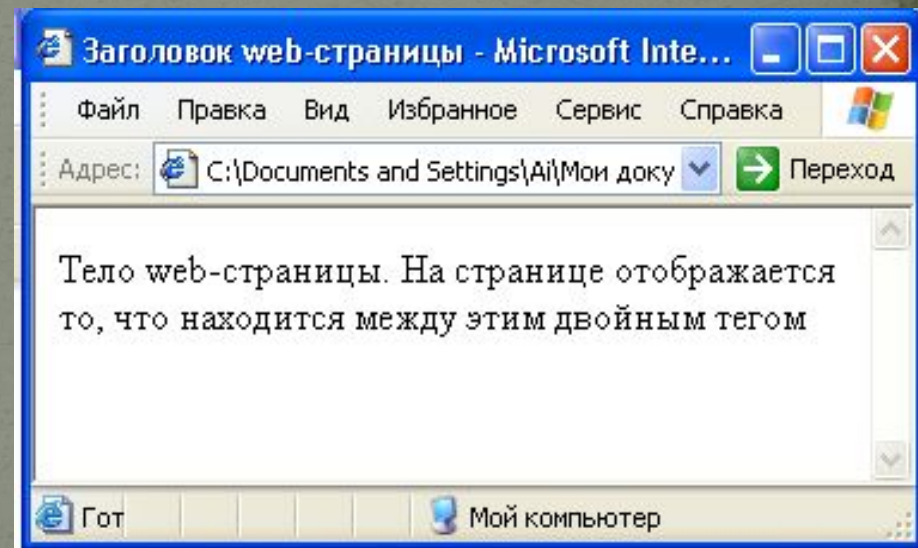 Заголовок web-страницы - Microsoft Inte...
Файл Правка Вид Избранное Сервис Справка
Адрес: C:\Documents and Settings\Ai\Мои доку Переход
Тело web-страницы. На странице отображается
то, что находится между этим двойным тегом
Гот Мой компьютер